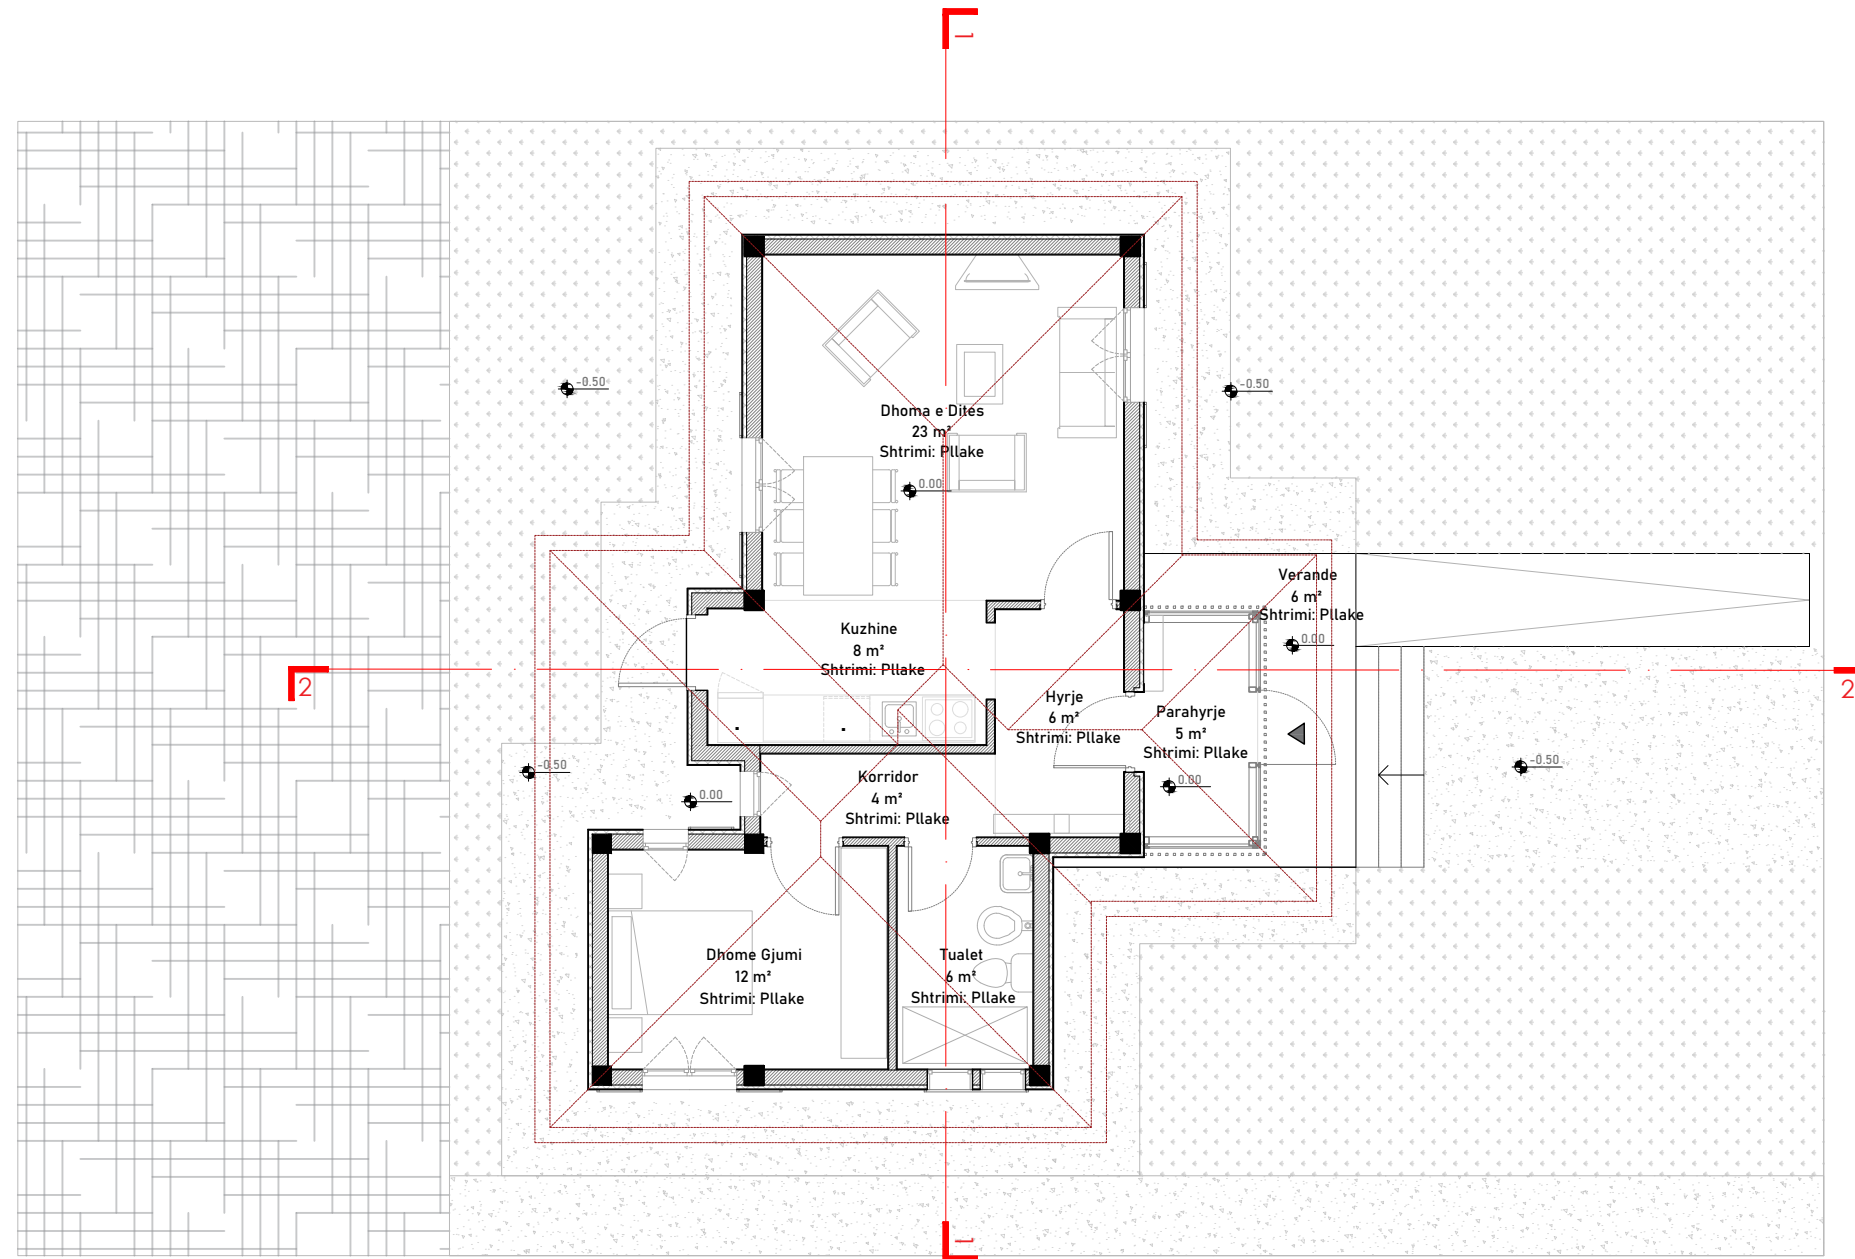 1
-0.50
-0.50
Dhoma e Dites
23 m²
Shtrimi: Pllake
0.00
Verande
6 m²
Shtrimi: Pllake
0.00
Kuzhine
8 m²
Shtrimi: Pllake
2
2
Hyrje
6 m²
Shtrimi: Pllake
Parahyrje
5 m²
Shtrimi: Pllake
0.00
-0.50
-0.50
0.00
Korridor
4 m²
Shtrimi: Pllake
Dhome Gjumi
12 m²
Shtrimi: Pllake
Tualet
6 m²
Shtrimi: Pllake
1